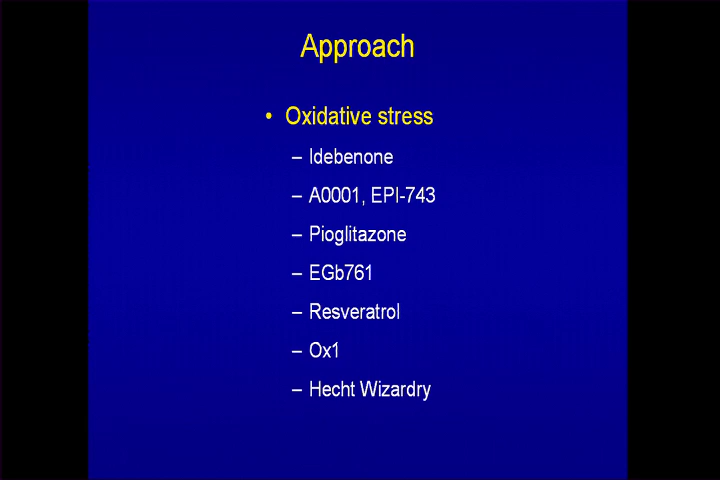 Approach
• Oxidative stress
– Idebenone
– A0001, EPI-743
– Pioglitazone
– EGb761
– Resveratrol
– Ox1
– Hecht Wizardry